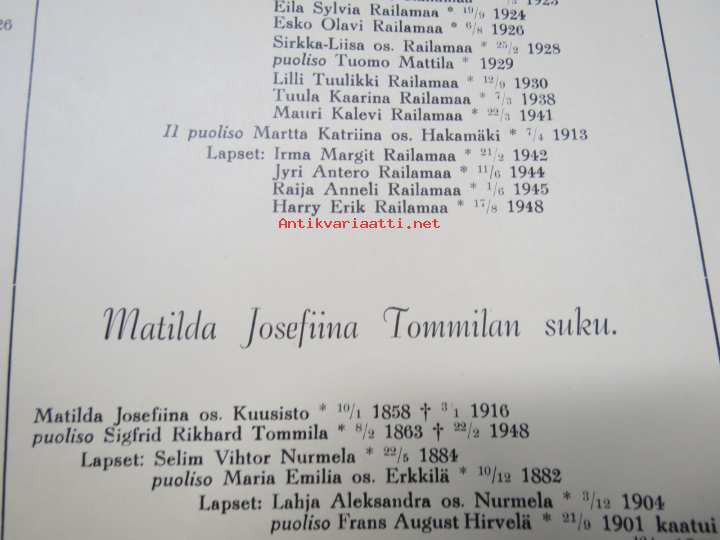 26
Eila Sylvia Railamaa * 19/9 1924
Esko Olavi Railamaa * 6/8 1926
Sirkka-Liisa os. Railamaa * 25/2 1928
puoliso Tuomo Mattila * 1929
Lilli Tuulikki Railamaa * 12/9 1930
Tuula Kaarina Railamaa * 7/3 1938
Mauri Kalevi Railamaa * 22/3 1941
II puoliso Martta Katriina os. Hakamäki * 7/4 1913
Lapset: Irma Margit Railamaa * 21/2 1942
Jyri Antero Railamaa * 11/6 1944
Raija Anneli Railamaa * 1/6 1945
Harry Erik Railamaa * 17/8 1948
Antikvariaatti.net
Matilda Josefiina Tommilan suku.
Matilda Josefiina os. Kuusisto * 10/1 1858 † 3/1 1916
puoliso Sigfrid Rikhard Tommila * 8/2 1863 † 22/2 1948
Lapset: Selim Vihtor Nurmela * 22/5 1884
puoliso Maria Emilia os. Erkkilä * 10/12 1882
Lapset: Lahja Aleksandra os. Nurmela * 3/12 1904
puoliso Frans August Hirvelä * 21/9 1901 kaatui